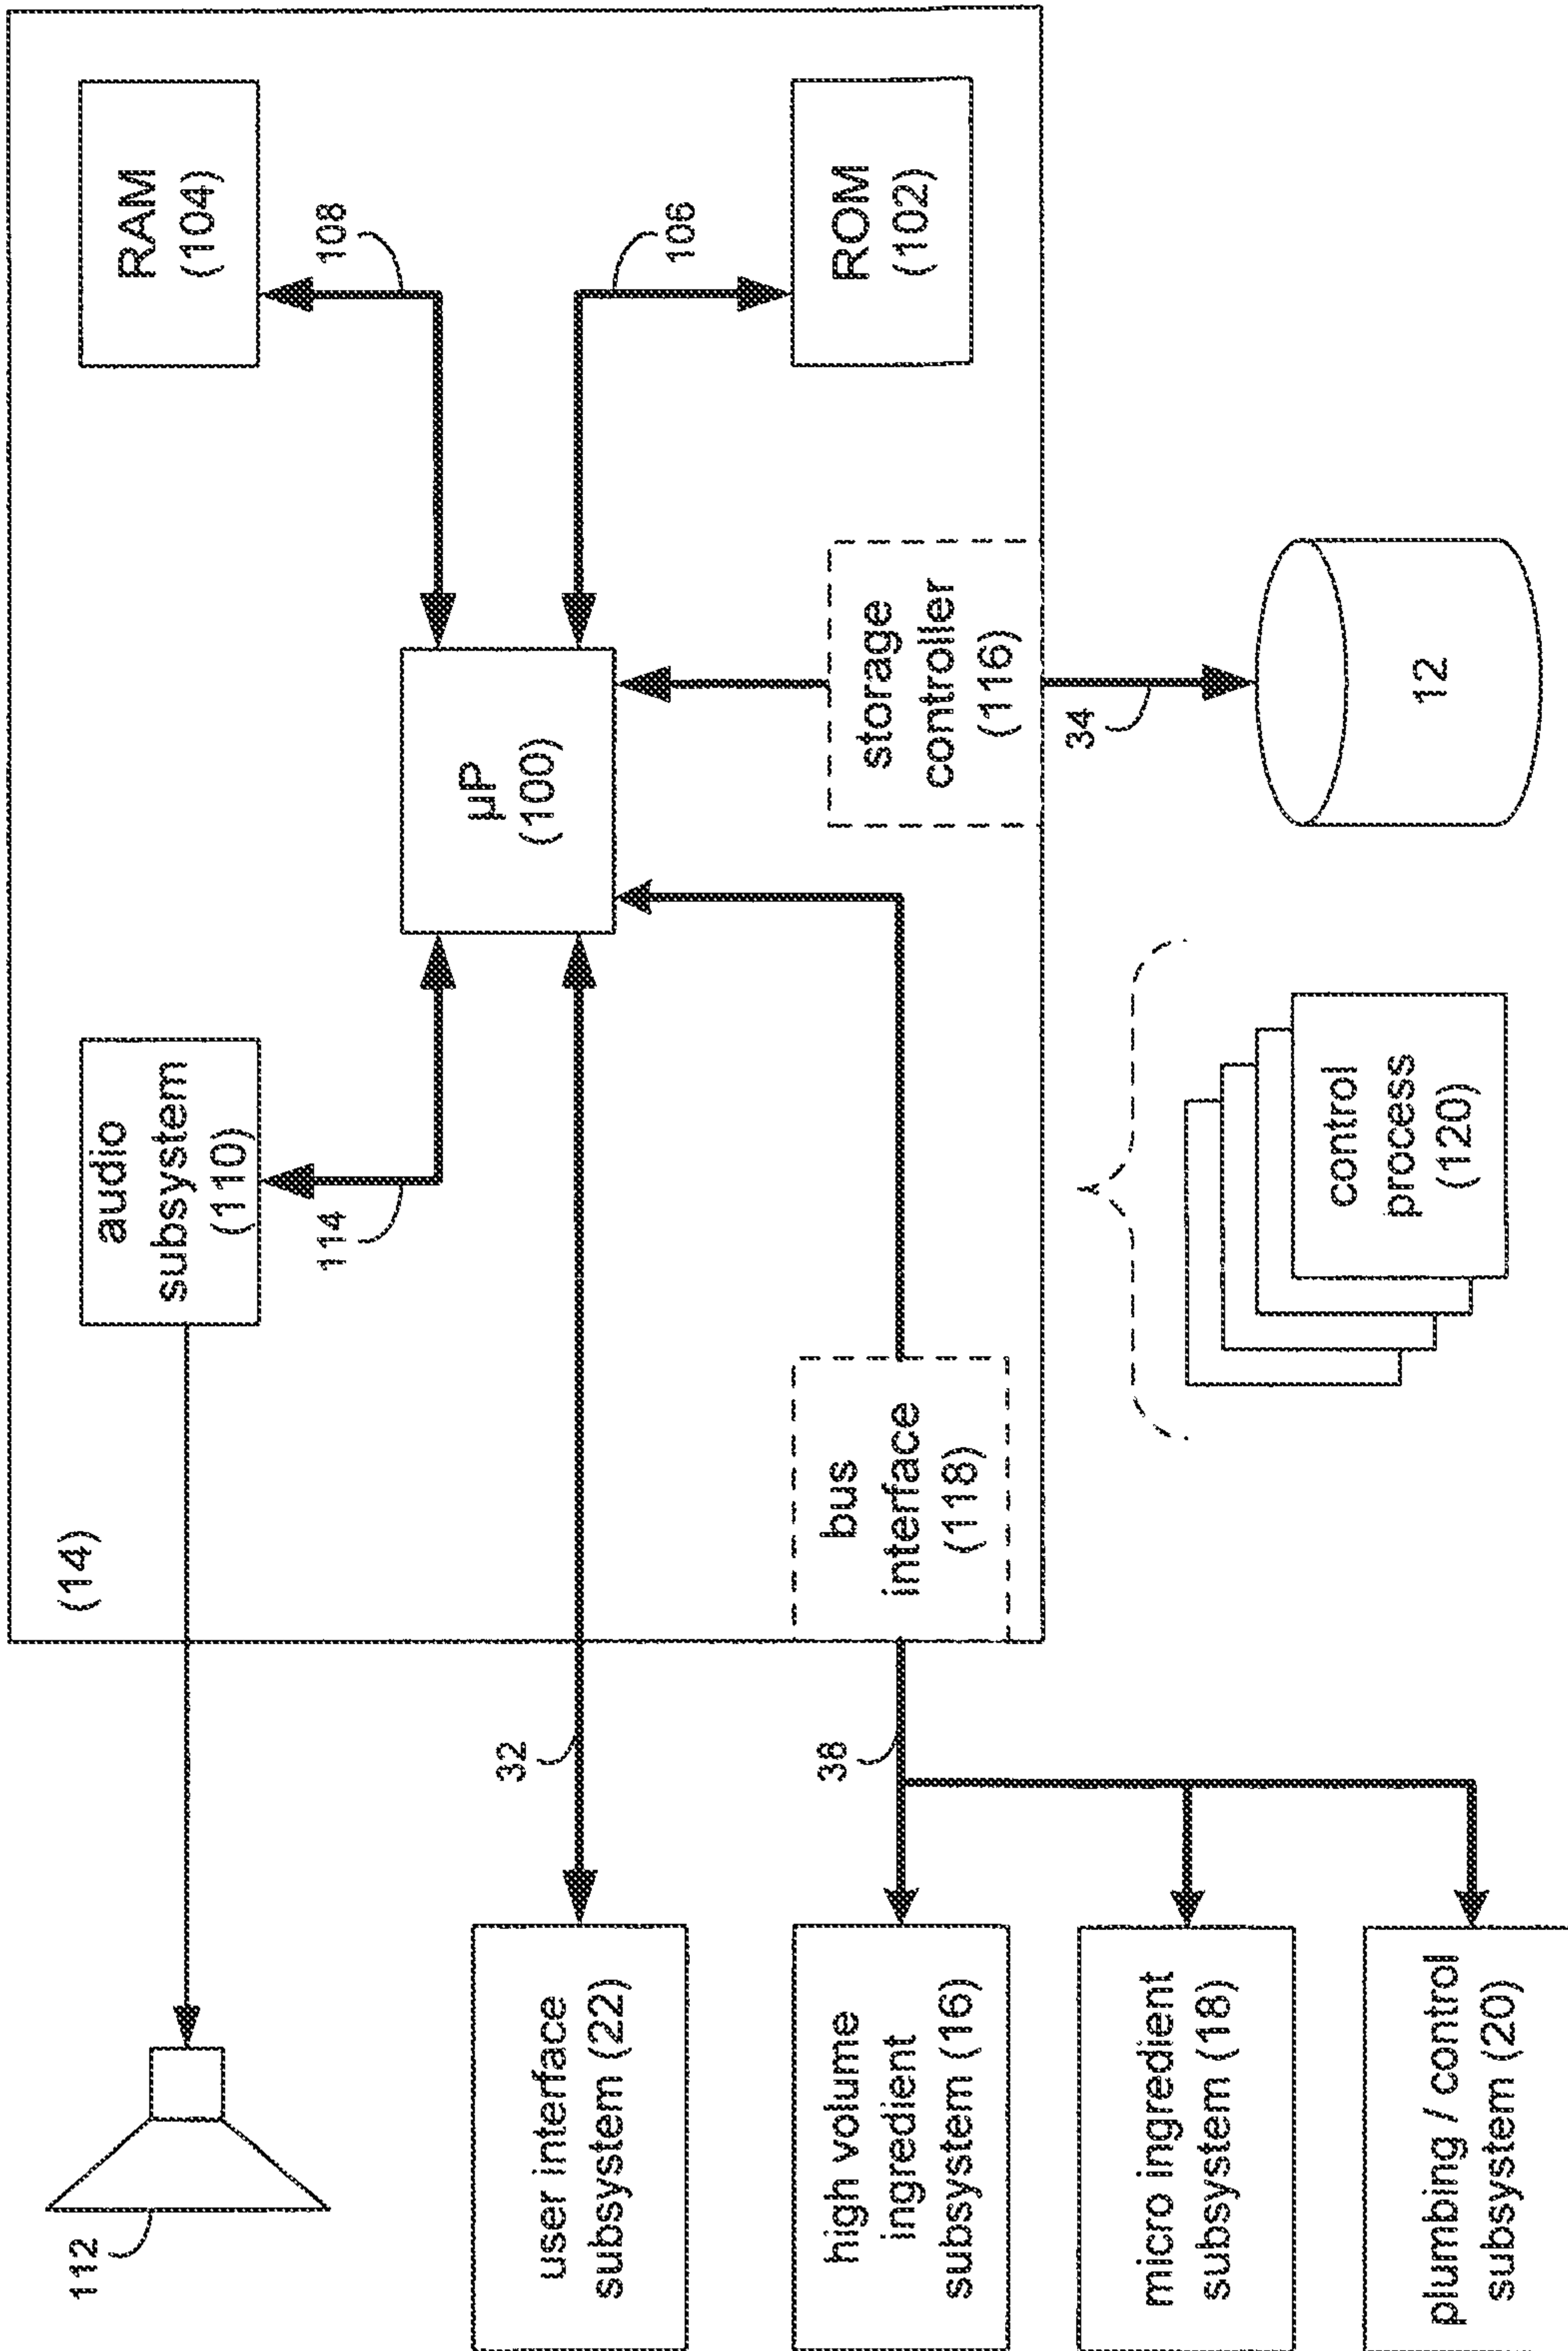 112
(14)
audio
subsystem
(110)
114
RAM
(104)
108
µP
(100)
106
ROM
(102)
user interface
subsystem (22)
32
high volume
ingredient
subsystem (16)
38
bus
interface
(118)
storage
controller
(116)
34
12
micro ingredient
subsystem (18)
plumbing / control
subsystem (20)
control
process
(120)